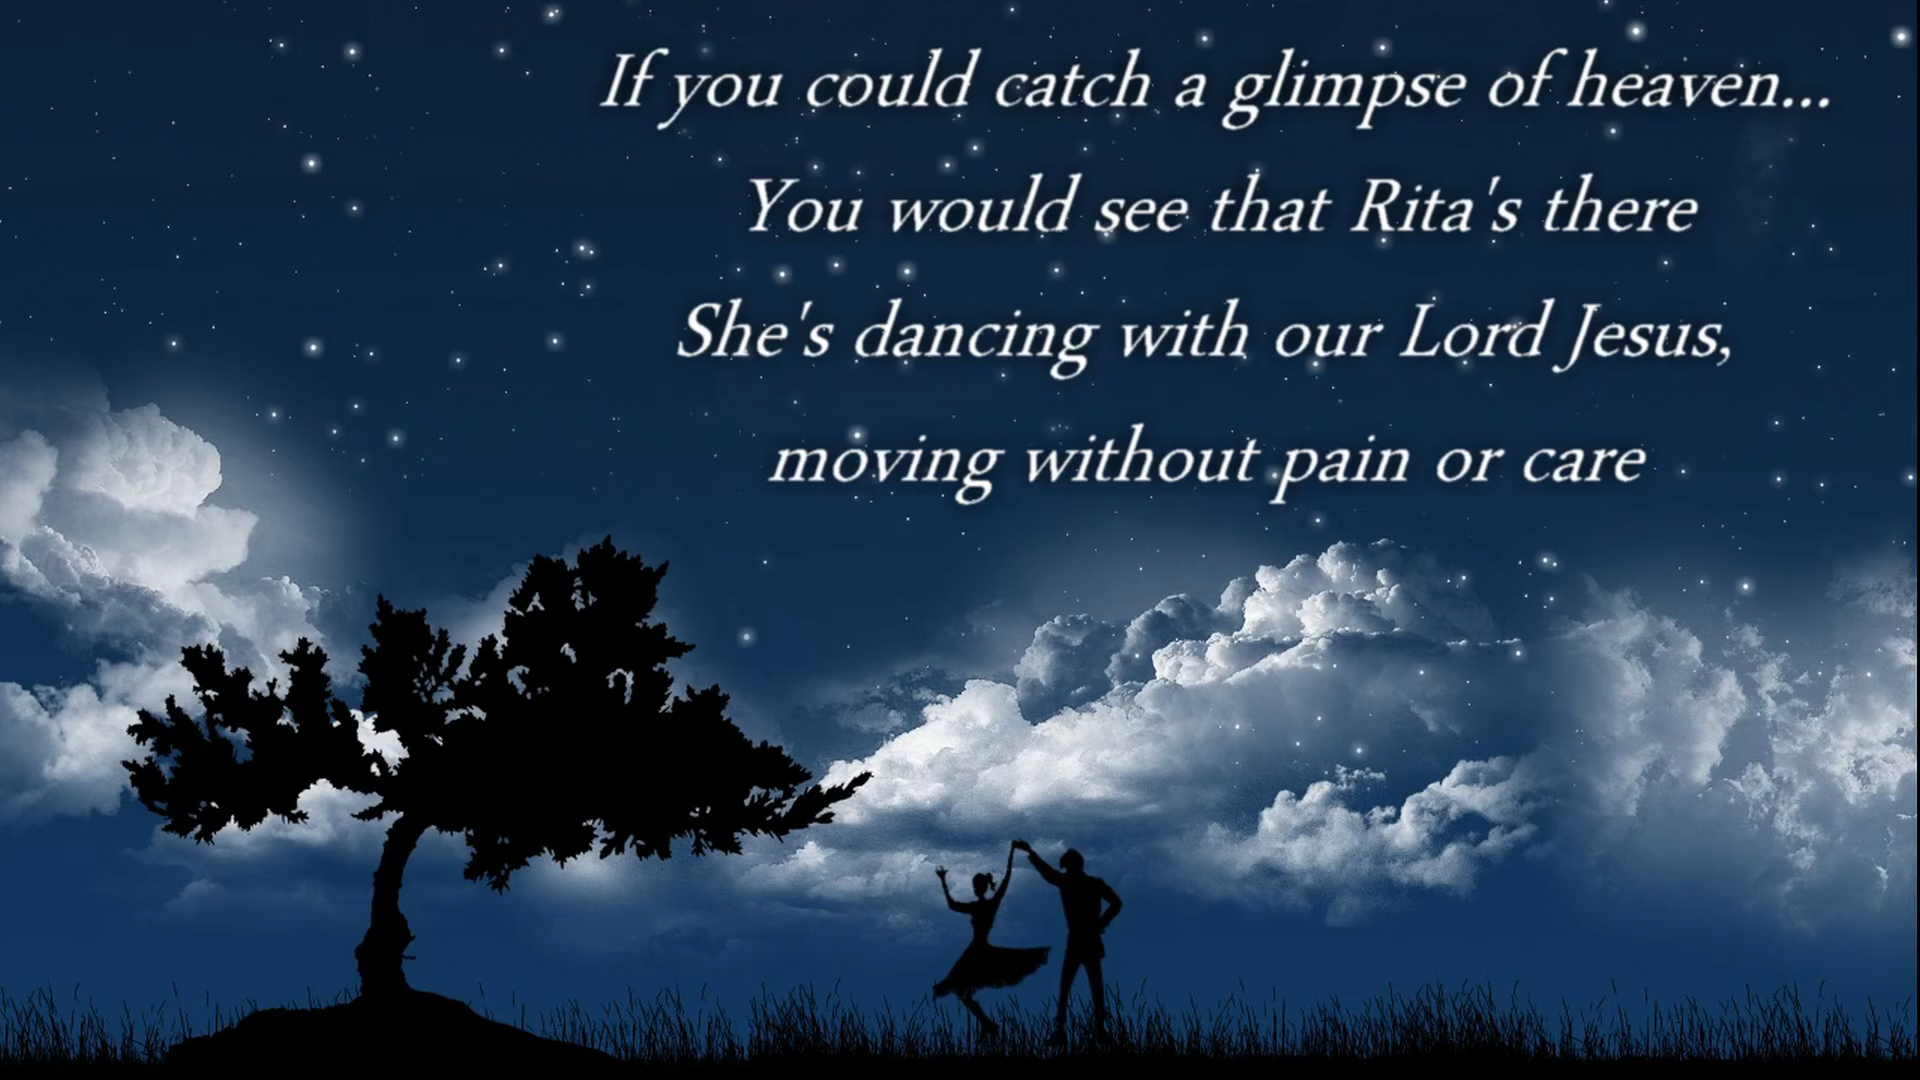 If you could catch a glimpse of heaven...
You would see that Rita's there
She's dancing with our Lord Jesus,
moving without pain or care